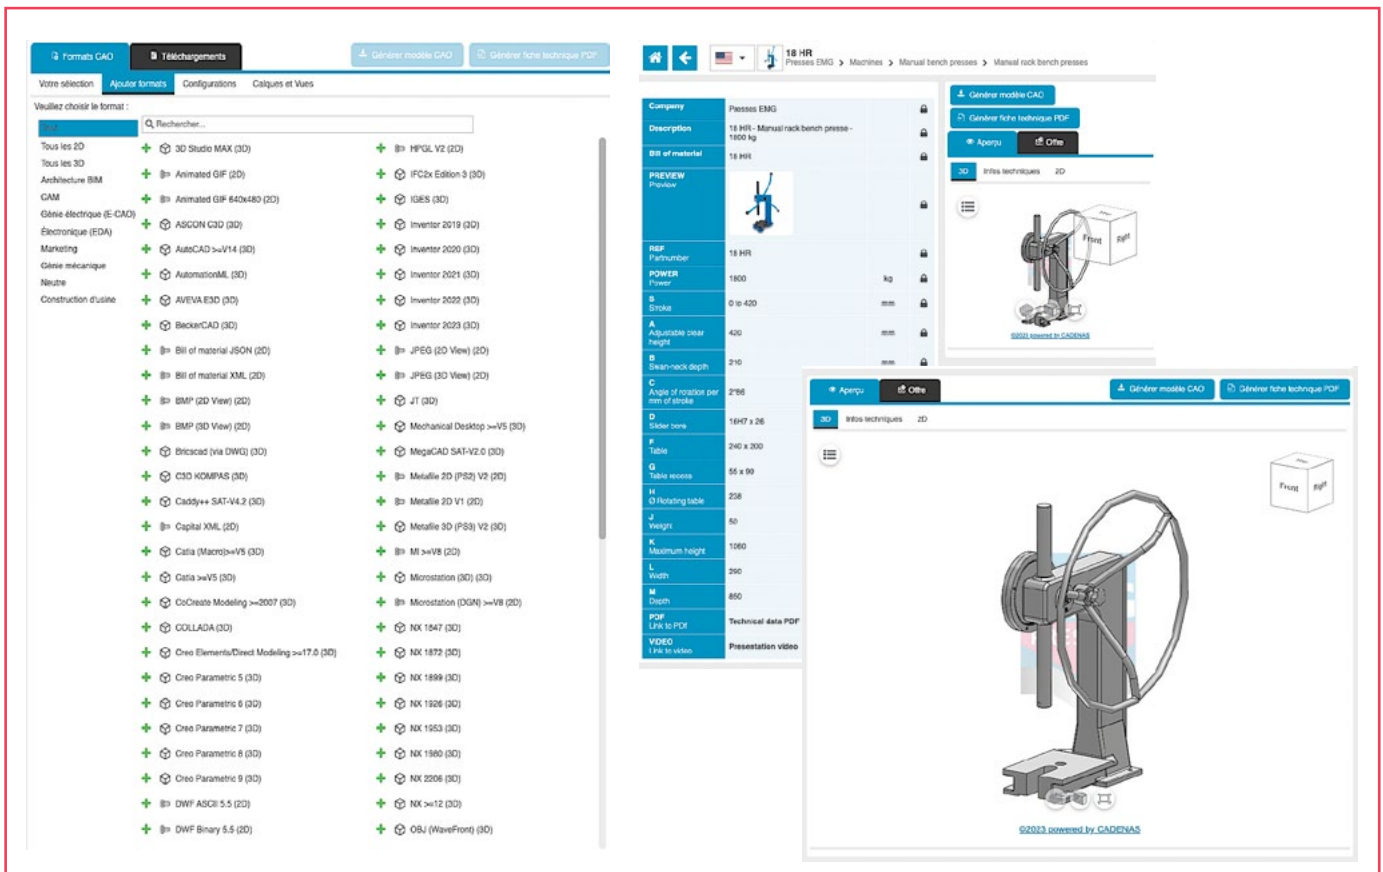 Formats CAO
Téléchargements
Générer modèle CAO
Générer fiche technique PDF
Votre sélection
Ajouter formats
Configurations
Calques et Vues
Veuillez choisir le format :
Rechercher...
Tous les 2D
Tous les 3D
Architecture BIM
CAM
Génie électrique (E-CAD)
Électronique (EDA)
Marketing
Génie mécanique
Neutre
Construction d'usine
3D Studio MAX (3D)
Animated GIF (2D)
Animated GIF 640x480 (2D)
ASCON C3D (3D)
AutoCAD >=V14 (3D)
AutomationML (3D)
AVEVA E3D (3D)
BeckerCAD (3D)
Bill of material JSON (2D)
Bill of material XML (2D)
BMP (2D View) (2D)
BMP (3D View) (2D)
Bricscad (via DWG) (3D)
C3D KOMPAS (3D)
Caddy++ SAT-V4.2 (3D)
Capital XML (2D)
Catia (Macro)>=V5 (3D)
Catia >=V5 (3D)
CoCreate Modeling >=2007 (3D)
COLLADA (3D)
Creo Elements/Direct Modeling >=17.0 (3D)
Creo Parametric 5 (3D)
Creo Parametric 6 (3D)
Creo Parametric 7 (3D)
Creo Parametric 8 (3D)
Creo Parametric 9 (3D)
DWF ASCII 5.5 (2D)
DWF Binary 5.5 (2D)
HPGL V2 (2D)
IFC2x Edition 3 (3D)
IGES (3D)
Inventor 2019 (3D)
Inventor 2020 (3D)
Inventor 2021 (3D)
Inventor 2022 (3D)
Inventor 2023 (3D)
JPEG (2D View) (2D)
JPEG (3D View) (2D)
JT (3D)
Mechanical Desktop >=V5 (3D)
MegaCAD SAT-V2.0 (3D)
Metafile 2D (PS2) V2 (2D)
Metafile 2D V1 (2D)
Metafile 3D (PS3) V2 (3D)
MI >=V8 (2D)
Microstation (3D) (3D)
Microstation (DGN) >=V8 (2D)
NX 1847 (3D)
NX 1872 (3D)
NX 1899 (3D)
NX 1926 (3D)
NX 1953 (3D)
NX 1980 (3D)
NX 2206 (3D)
NX >=12 (3D)
OBJ (WaveFront) (3D)
18 HR
Presses EMG > Machines > Manual bench presses > Manual rack bench presses
Company
Presses EMG
Description
18 HR - Manual rack bench presse -
1800 kg
Bill of material
18 HR
PREVIEW
Preview
REF
Partnumber
18 HR
POWER
Power
1800 kg
S
Stroke
0 to 420 mm
A
Adjustable clear
height
420 mm
B
Swan-neck depth
210 mm
C
Angle of rotation per
mm of stroke
2°86
D
Slider bore
16H7 x 26
F
Table
240 x 200
G
Table recess
55 x 90
H
Ø Rotating table
238
J
Weight
50
K
Maximum height
1060
L
Width
290
M
Depth
850
PDF
Link to PDf
Technical data PDF
VIDEO
Link to video
Presentation video
Générer modèle CAO
Générer fiche technique PDF
Aperçu
Offre
3D
Infos techniques
2D
Front
Right
©2023 powered by CADENAS
Aperçu
Offre
Générer modèle CAO
Générer fiche technique PDF
3D
Infos techniques
2D
Front
Right
©2023 powered by CADENAS